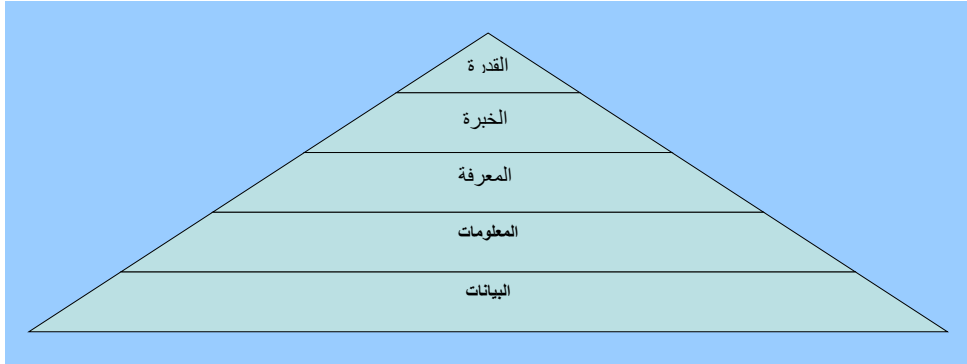 القدرة
الخبرة
المعرفة
المعلومات
البيانات